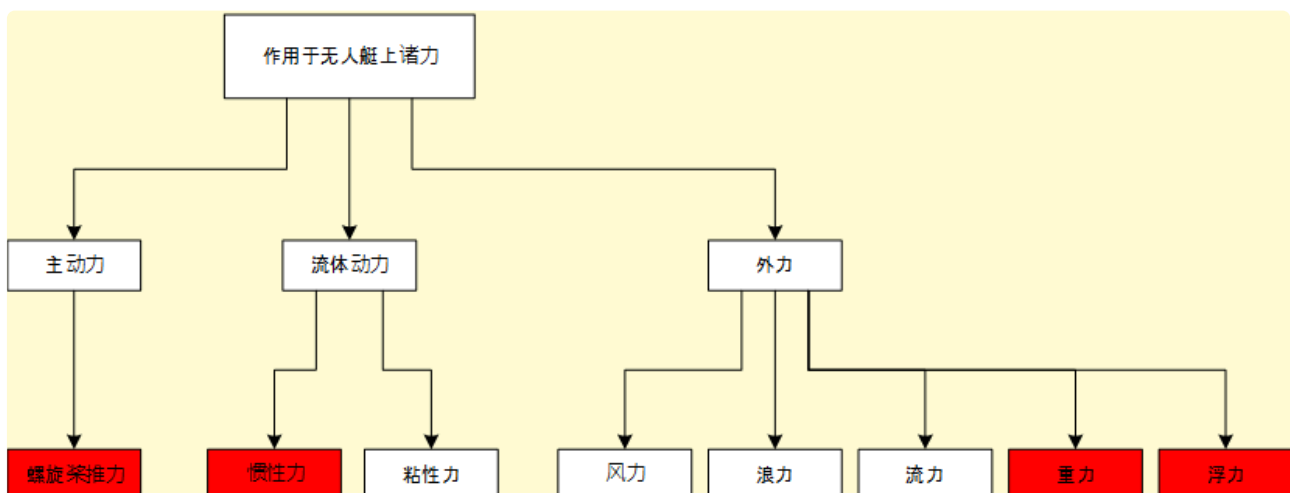 作用于无人艇上诸力
主动力
流体动力
外力
螺旋桨推力
惯性力
粘性力
风力
浪力
流力
重力
浮力